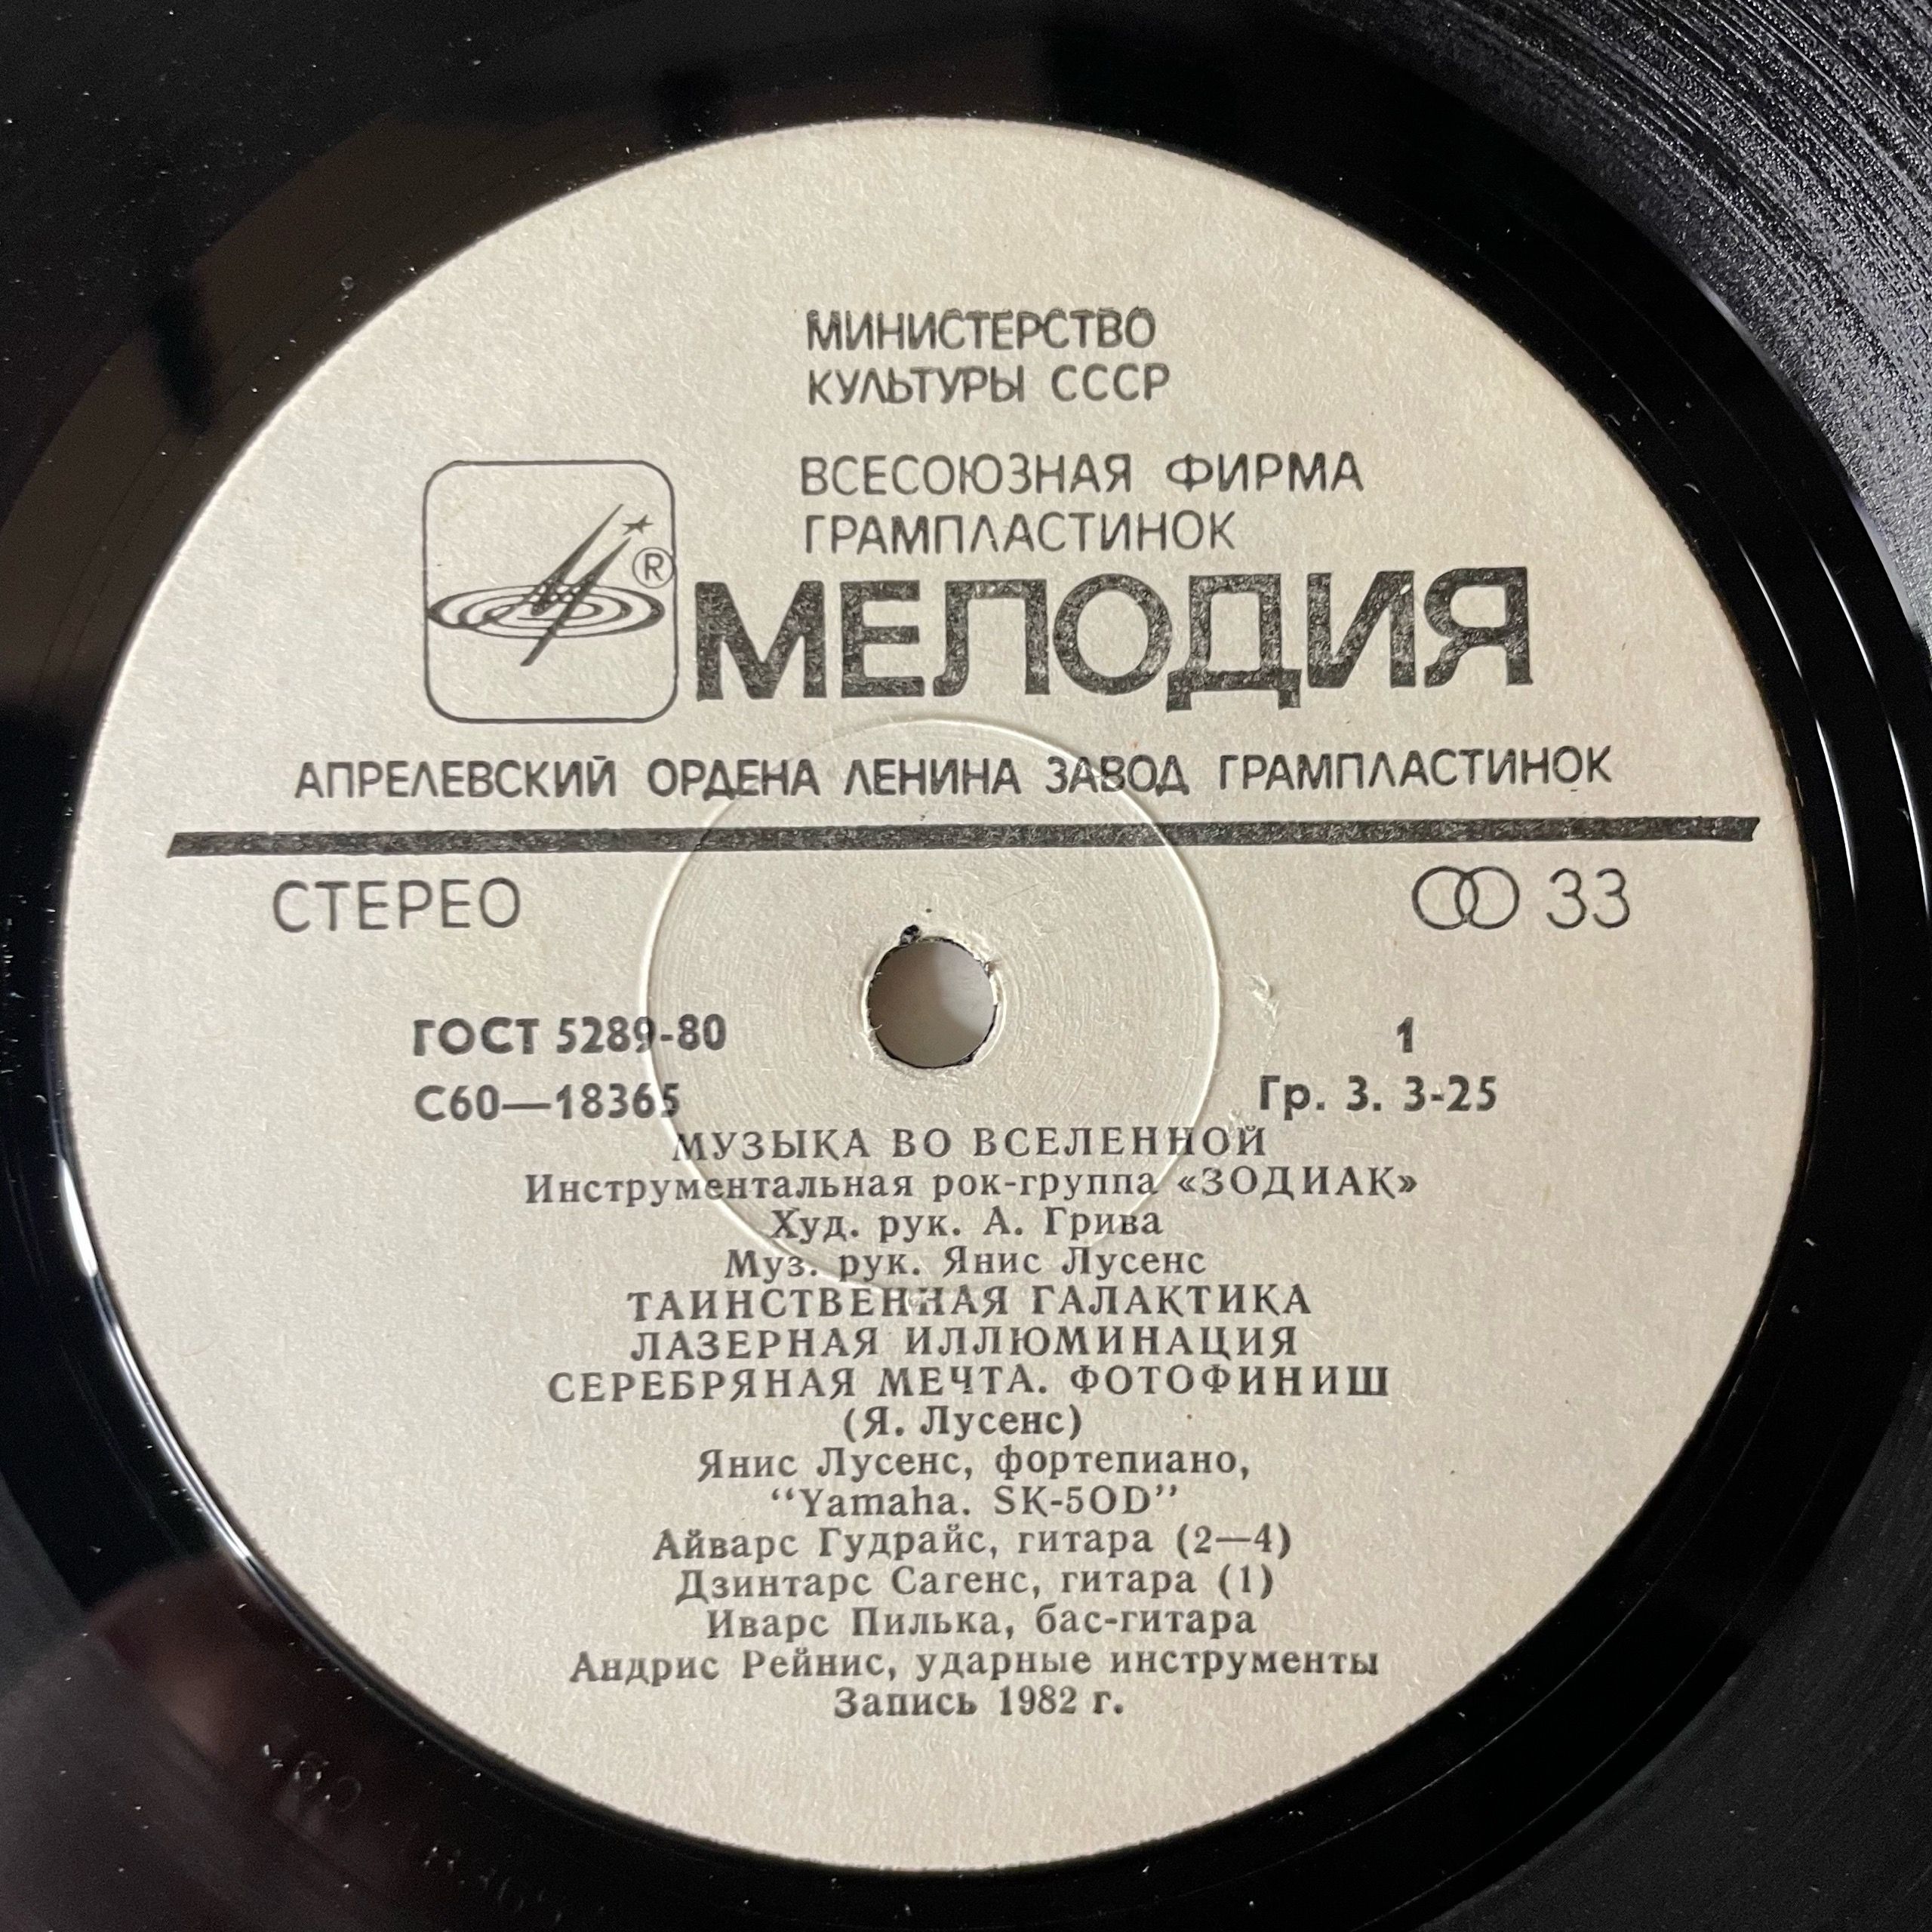 МИНИСТЕРСТВО
КУЛЬТУРЫ СССР
ВСЕСОЮЗНАЯ ФИРМА
ГРАМПЛАСТИНОК
®
МЕЛОДИЯ
АПРЕЛЕВСКИЙ ОРДЕНА ЛЕНИНА ЗАВОД ГРАМПЛАСТИНОК
СТЕРЕО
33
ГОСТ 5289-80
1
С60—18365
Гр. 3. 3-25
МУЗЫКА ВО ВСЕЛЕННОЙ
Инструментальная рок-группа «ЗОДИАК»
Худ. рук. А. Грива
Муз. рук. Янис Лусенс
ТАИНСТВЕННАЯ ГАЛАКТИКА
ЛАЗЕРНАЯ ИЛЛЮМИНАЦИЯ
СЕРЕБРЯНАЯ МЕЧТА. ФОТОФИНИШ
(Я. Лусенс)
Янис Лусенс, фортепиано,
“Yamaha. SK-5OD”
Айварс Гудрайс, гитара (2—4)
Дзинтарс Сагенс, гитара (1)
Иварс Пилька, бас-гитара
Андрис Рейнис, ударные инструменты
Запись 1982 г.